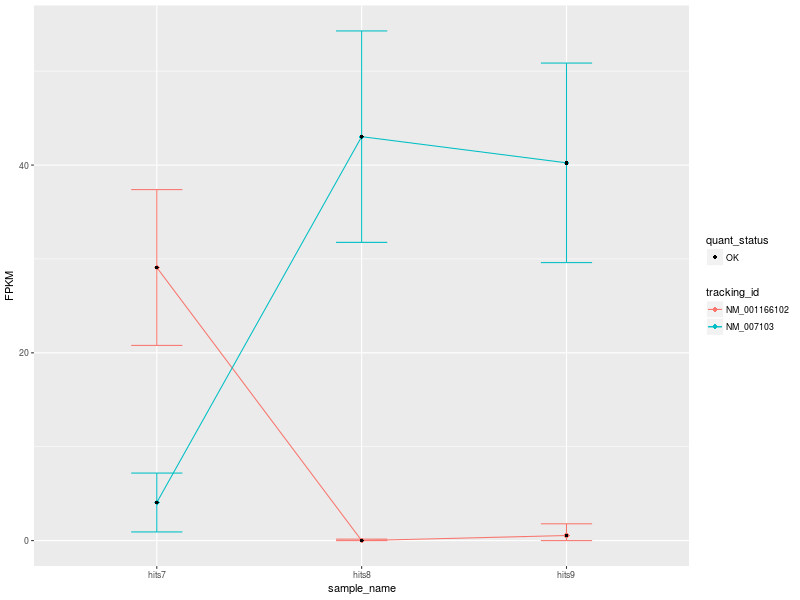 FPKM
40
20
0
hits7
hits8
hits9
sample_name
quant_status
OK
tracking_id
NM_001166102
NM_007103